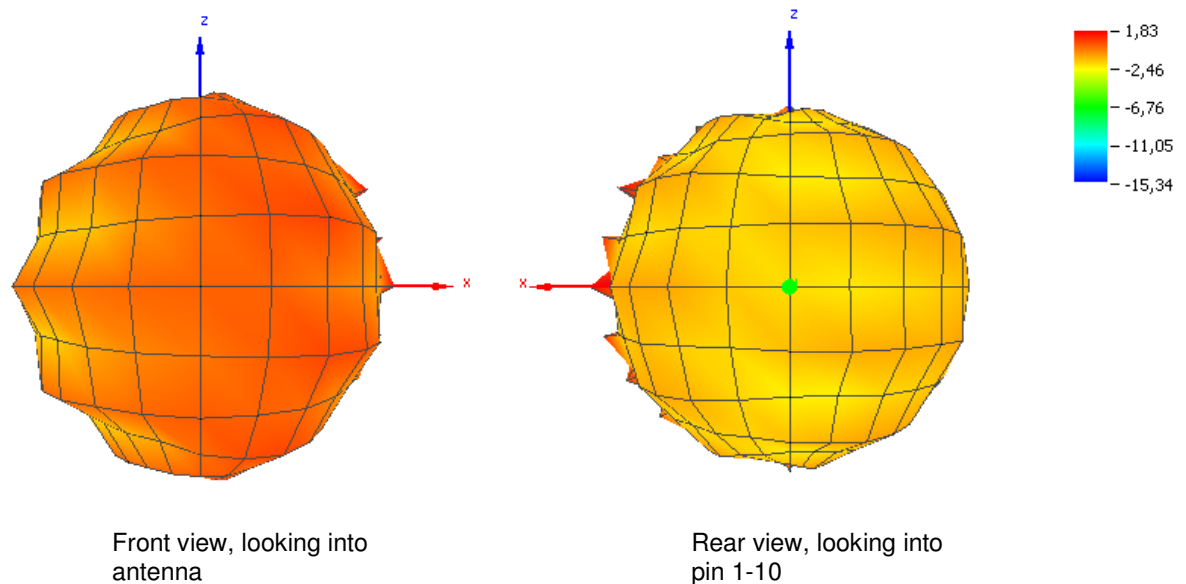 z
z
x
x
1,83
-2,46
-6,76
-11,05
-15,34
Front view, looking into
antenna
Rear view, looking into
pin 1-10